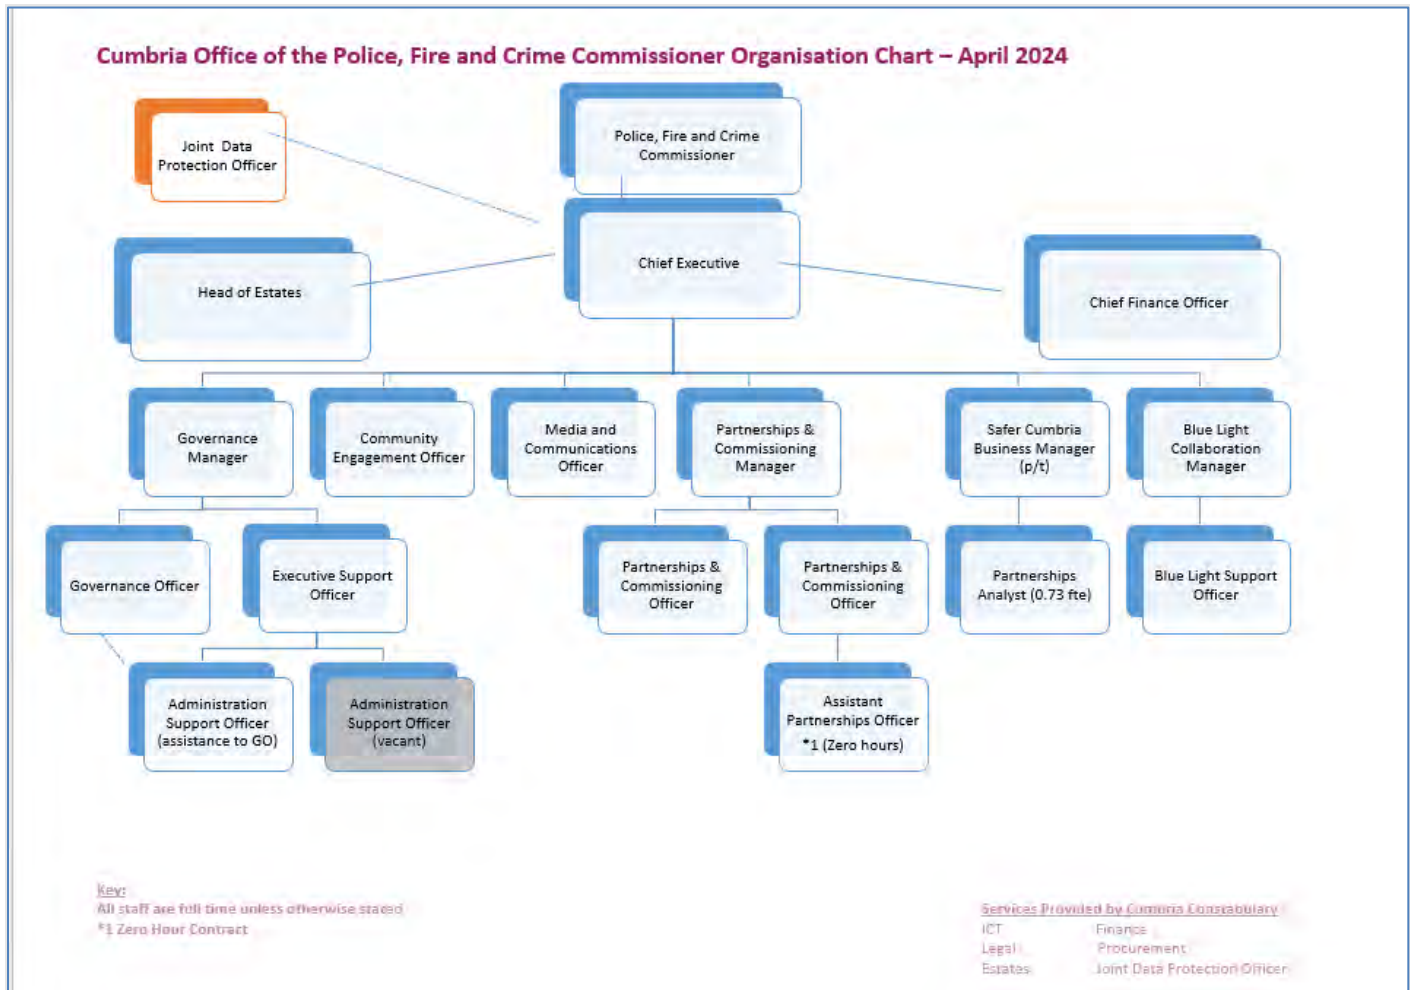 Cumbria Office of the Police, Fire and Crime Commissioner Organisation Chart – April 2024
Joint Data
Protection Officer
Police, Fire and Crime
Commissioner
Head of Estates
Chief Executive
Chief Finance Officer
Governance
Manager
Community
Engagement Officer
Media and
Communications
Officer
Partnerships &
Commissioning
Manager
Safer Cumbria
Business Manager
(p/t)
Blue Light
Collaboration
Manager
Governance Officer
Executive Support
Officer
Partnerships &
Commissioning
Officer
Partnerships &
Commissioning
Officer
Partnerships
Analyst (0.73 fte)
Blue Light Support
Officer
Administration
Support Officer
(assistance to GO)
Administration
Support Officer
(vacant)
Assistant
Partnerships Officer
*1 (Zero hours)
Key:
All staff are full time unless otherwise stated
*1 Zero Hour Contract
Services Provided by Cumbria Constabulary
ICT Finance
Legal Procurement
Estates Joint Data Protection Officer